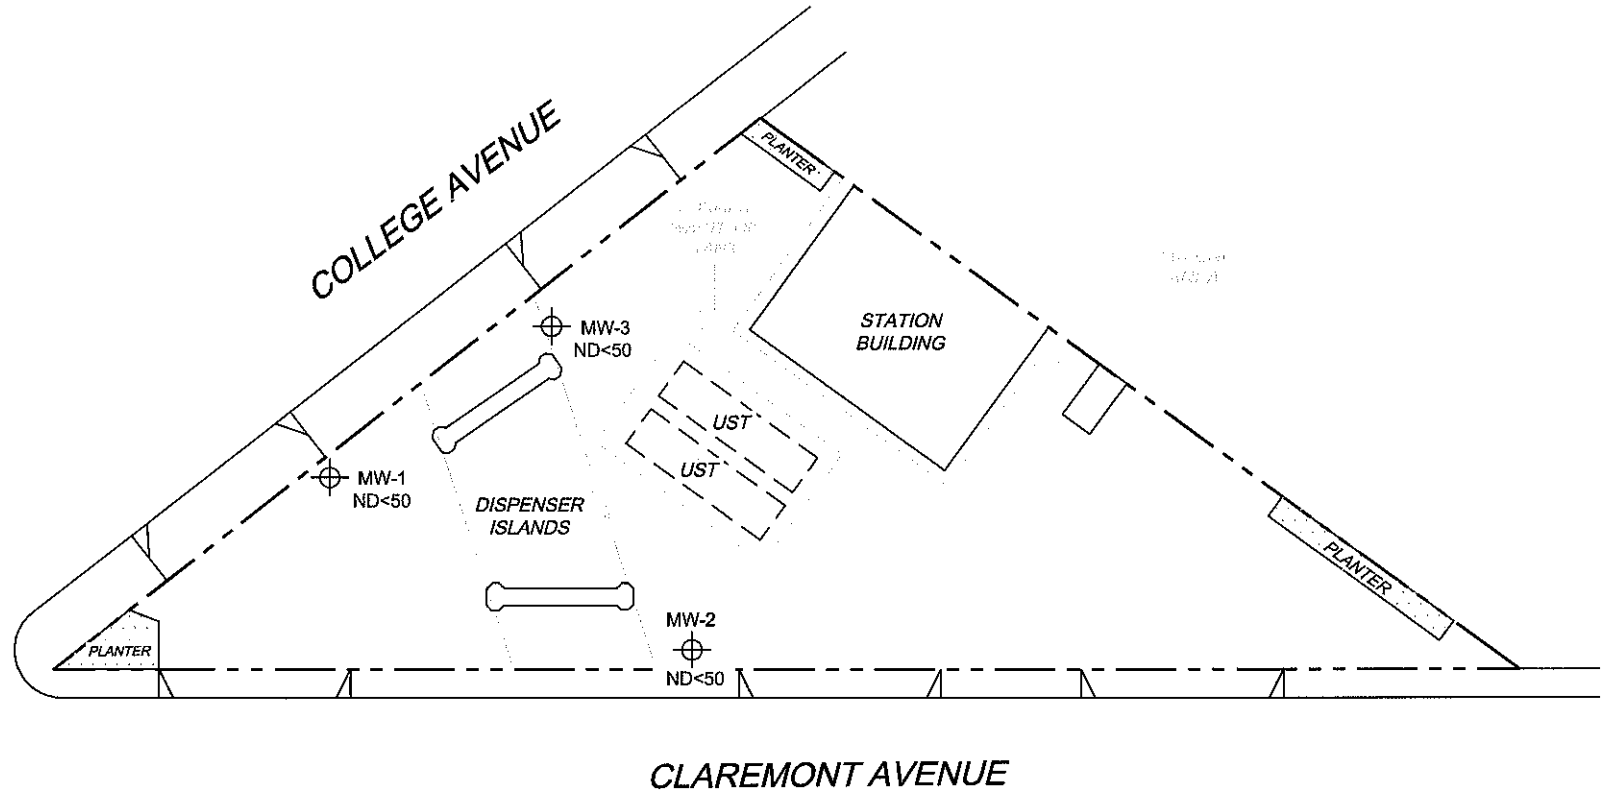 COLLEGE AVENUE
PLANTER
STATION
BUILDING
MW-3
ND<50
UST
UST
MW-1
ND<50
DISPENSER
ISLANDS
PLANTER
MW-2
ND<50
PLANTER
CLAREMONT AVENUE